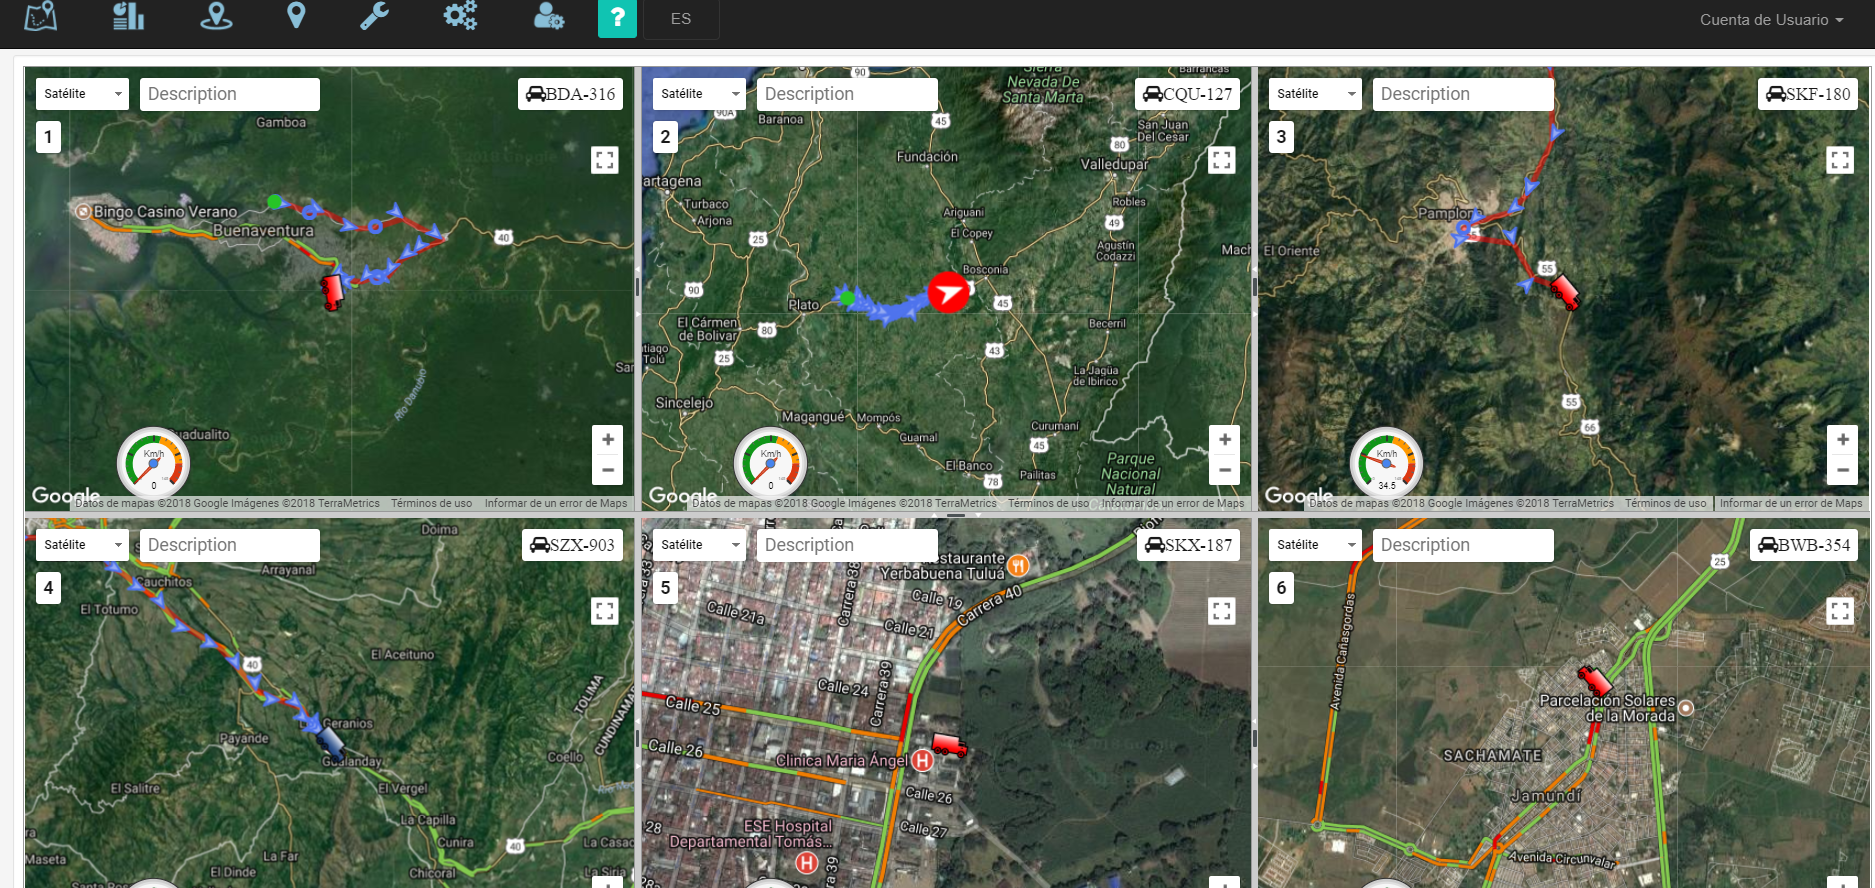 ?
ES
Cuenta de Usuario
Satélite
Description
BDA-316
1
Gamboa
Bingo Casino Verano
Buenaventura
40
Río Danubio
Km/h
0
Google
Datos de mapas ©2018 Google Imágenes ©2018 TerraMetrics
Términos de uso
Informar de un error de Maps
Satélite
Description
CQU-127
2
90
Sierra
Nevada De
Santa Marta
Barrancas
90A
Baranoa
45
San Juan
Del Cesar
80
Fundación
Valledupar
artagena
Turbaco
Arjona
Robles
Ariguaní
49
El Copey
25
Agustín
Codazzi
Mach
Bosconia
90
Plato
45
El Cármen
de Bolivar
80
Becerril
43
tiago
Tolú
25
La Jagua
de Ibirico
Sincelejo
Magangué
Mompós
Curumaní
Guamal
45
El Banco
Pailitas
78
Parque
Nacional
Natural
Km/h
0
Google
Datos de mapas ©2018 Google Imágenes ©2018 TerraMetrics
Términos de uso
Informar de un error de Maps
Satélite
Description
SKF-180
3
El Oriente
55
55
66
Km/h
34.5
Google
Datos de mapas ©2018 Google Imágenes ©2018 TerraMetrics
Términos de uso
Informar de un error de Maps
Satélite
Description
SZX-903
4
Doima
Arrayanal
Cauchitos
El Totumo
40
El Aceituno
TOLIMA
CUNDINAMAR
Geranios
Payande
Gualanday
Coello
El Salitre
El Vergel
La Capilla
Cunira
40
La Casac
Maseta
La Far
El Dinde
Chicoral
La Siria
Satélite
Description
SKX-187
5
estaurante
Yerbabuena Tuluá
Carrera 38
Calle 19
Carrera 40
Calle 21a
Calle 21
Calle 24
Carrera 39
Calle 25
Calle 26
Clinica Maria Ángel
H
Calle 26
Calle 27
28
ESE Hospital
Departamental Tomás...
H
Satélite
Description
BWB-354
6
25
Avenida Cañasgordas
Parcelación Solares
de la Morada
SACHAMATE
Jamundí
Avenida Circunvalar